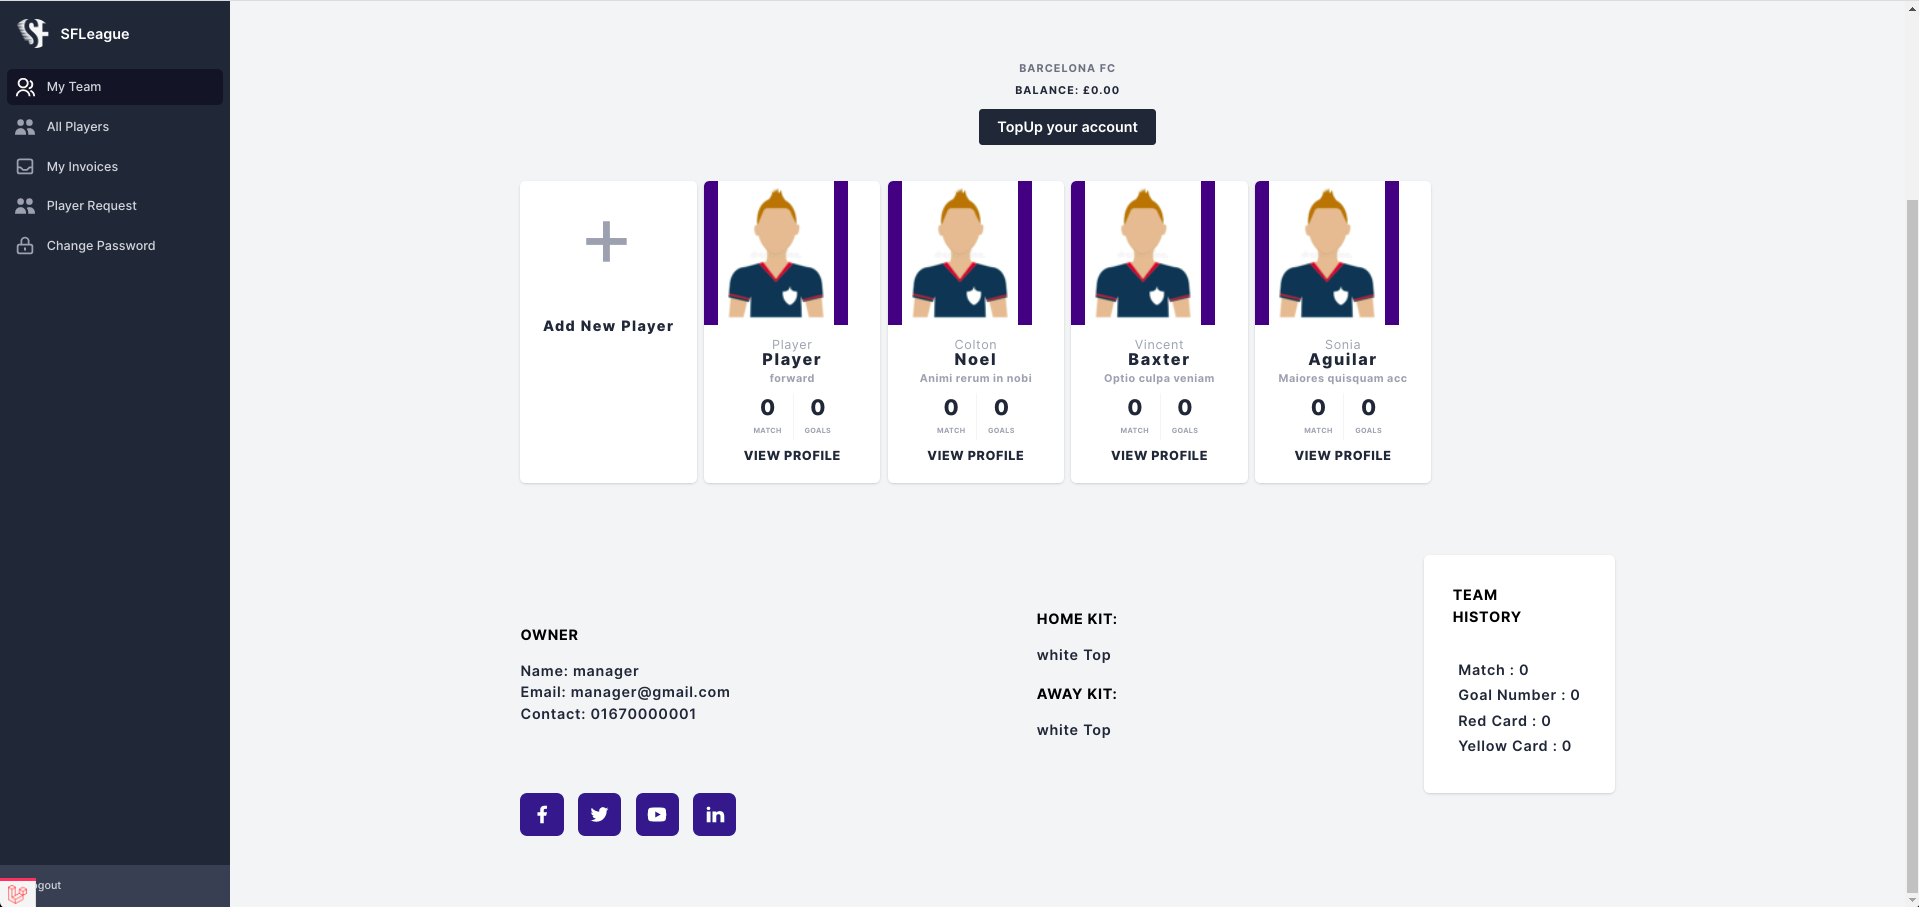 SFLeague
My Team
All Players
My Invoices
Player Request
Change Password
ogout
BARCELONA FC
BALANCE: £0.00
TopUp your account
Add New Player
Player
Player
forward
0 0
MATCH GOALS
VIEW PROFILE
Colton
Noel
Animi rerum in nobi
0 0
MATCH GOALS
VIEW PROFILE
Vincent
Baxter
Optio culpa veniam
0 0
MATCH GOALS
VIEW PROFILE
Sonia
Aguilar
Maiores quisquam acc
0 0
MATCH GOALS
VIEW PROFILE
OWNER
Name: manager
Email: manager@gmail.com
Contact: 01670000001
HOME KIT:
white Top
AWAY KIT:
white Top
TEAM
HISTORY
Match : 0
Goal Number : 0
Red Card : 0
Yellow Card : 0